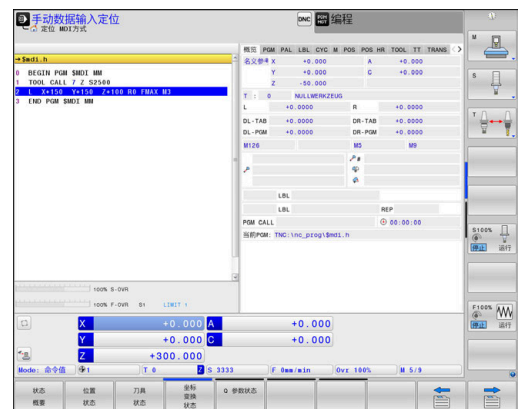 手动数据输入定位
定位 MDI方式
DNC
编程
概览 PGM PAL LBL CYC M POS POS HR TOOL TT TRANS
→$mdi.h
0 BEGIN PGM $MDI MM
1 TOOL CALL 7 Z S2500
2 L X+150 Y+150 Z+100 R0 FMAX M3
3 END PGM $MDI MM
名义参考 X +0.000 A +0.000
Y +0.000 C +0.000
Z -50.000
T : 0 NULLWERKZEUG
L +0.0000 R +0.0000
DL-TAB +0.0000 DR-TAB +0.0000
DL-PGM +0.0000 DR-PGM +0.0000
M126 M5 M9
P#
P
LBL
LBL REP
PGM CALL 00:00:00
当前PGM: TNC:\nc_prog\$mdi.h
100% S-OVR
100% F-OVR S1 LIMIT 1
X +0.000 A +0.000
Y +0.000 C +0.000
Z +300.000
Modo: 命令值 1 T 0 Z S 3333 F 0mm/min Ovr 100% M 5/9
状态
概要
位置
状态
刀具
状态
坐标
变换
状态
Q 参数状态
M
S
T
S100%
停止 运行
F100%
停止 运行